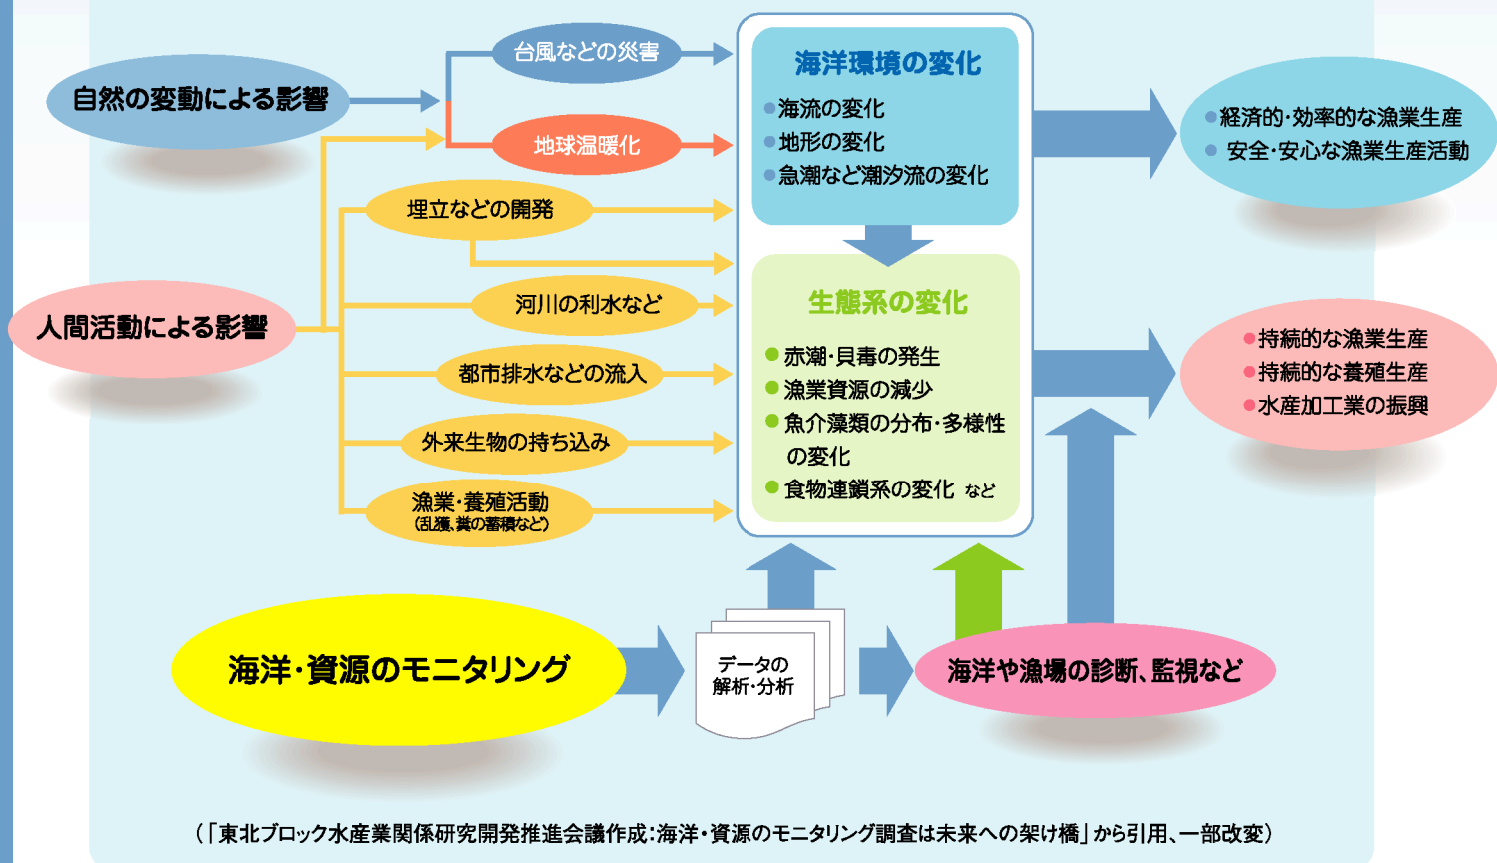 自然の変動による影響
台風などの災害
地球温暖化
人間活動による影響
埋立などの開発
河川の利水など
都市排水などの流入
外来生物の持ち込み
漁業・養殖活動
(乱獲、糞の蓄積など)
海洋環境の変化
●海流の変化
●地形の変化
●急潮など潮汐流の変化
生態系の変化
●赤潮・貝毒の発生
●漁業資源の減少
●魚介藻類の分布・多様性
の変化
●食物連鎖系の変化 など
●経済的・効率的な漁業生産
●安全・安心な漁業生産活動
●持続的な漁業生産
●持続的な養殖生産
●水産加工業の振興
海洋・資源のモニタリング
データの
解析・分析
海洋や漁場の診断、監視など
(「東北ブロック水産業関係研究開発推進会議作成:海洋・資源のモニタリング調査は未来への架け橋」から引用、一部改変)